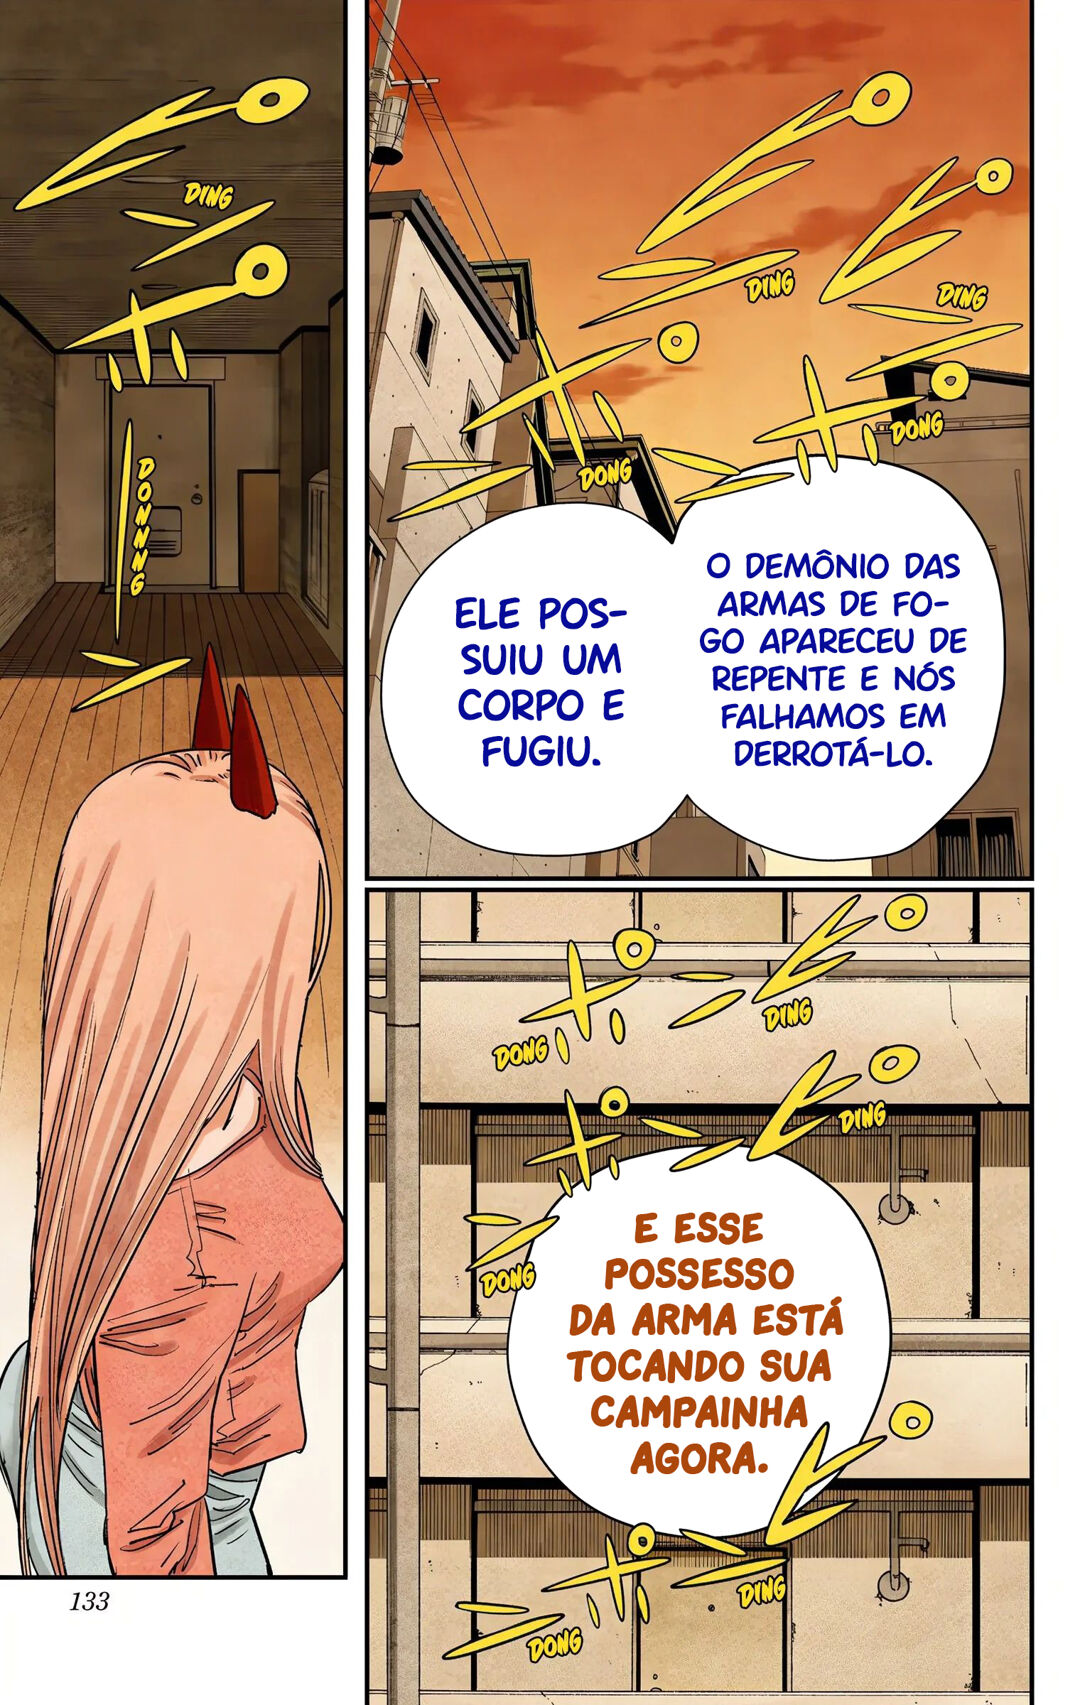 DING
DING
DONG
DONG
O DEMÔNIO DAS
ARMAS DE FO-
GO APARECEU DE
REPENTE E NÓS
FALHAMOS EM
DERROTÁ-LO.
ELE POS-
SUIU UM
CORPO E
FUGIU.
DING
DONG
DING
DONG
E ESSE
POSSESSO
DA ARMA ESTÁ
TOCANDO SUA
CAMPAINHA
AGORA.
DING
DONG
DING
DONNNG
133